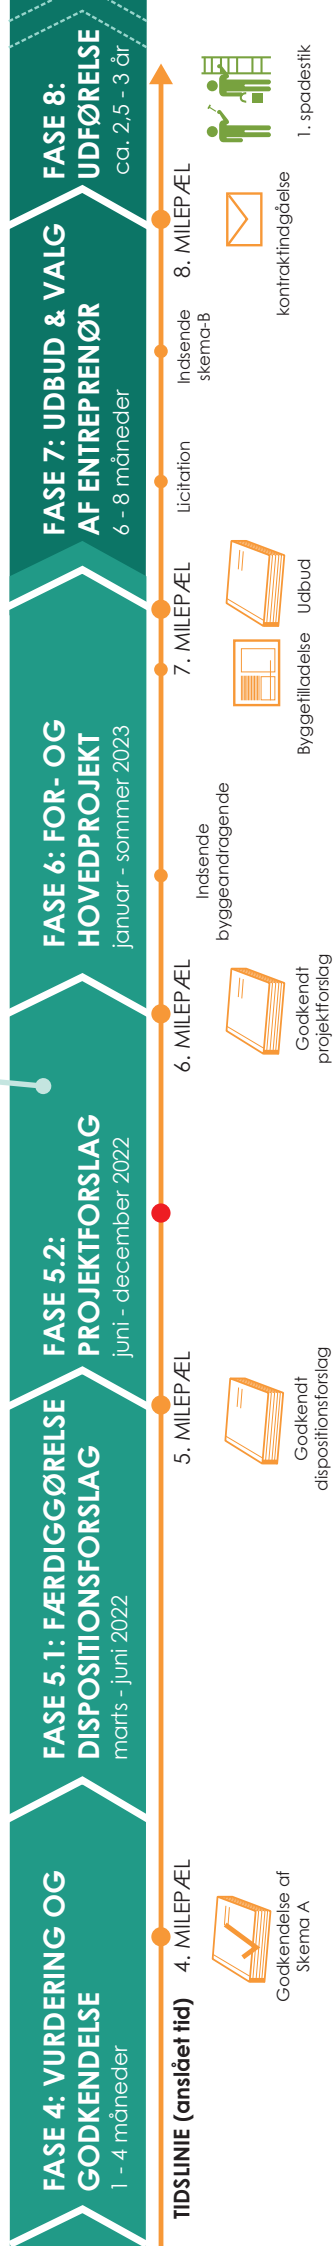 FASE 4: VURDERING OG
GODKENDELSE
1 - 4 måneder
FASE 5.1: FÆRDIGGØRELSE
DISPOSITIONSFORSLAG
marts - juni 2022
FASE 5.2:
PROJEKTFORSLAG
juni - december 2022
FASE 6: FOR- OG
HOVEDPROJEKT
januar - sommer 2023
FASE 7: UDBUD & VALG
AF ENTREPRENØR
6 - 8 måneder
FASE 8:
UDFØRELSE
ca. 2,5 - 3 år
TIDSLINIE (anslået tid)
4. MILEPÆL
5. MILEPÆL
6. MILEPÆL
7. MILEPÆL
Licitation
Indsende
skema-B
8. MILEPÆL
Godkendelse af
Skema A
Godkendt
dispositionsforslag
Godkendt
projektforslag
Indsende
byggeandragende
Byggetilladelse
Udbud
kontraktindgåelse
1. spadestik